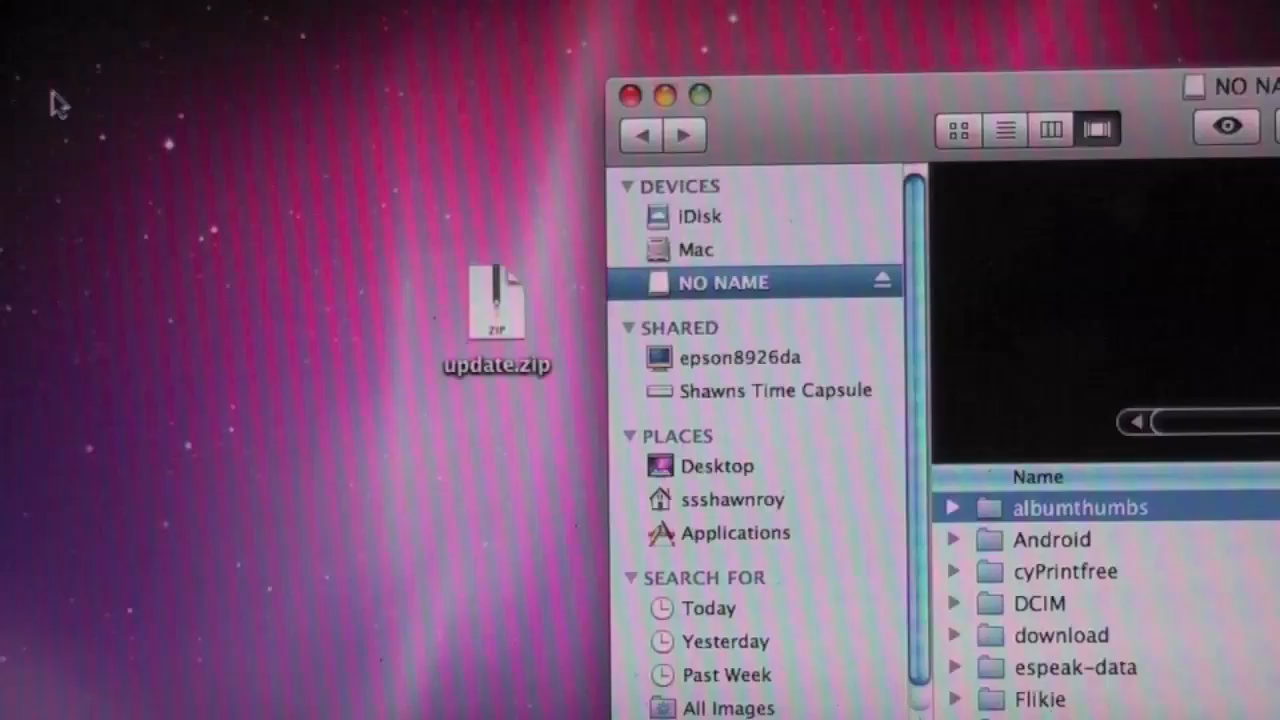 NO NA
DEVICES
iDisk
Mac
NO NAME
ZIP
update.zip
SHARED
epson8926da
Shawns Time Capsule
PLACES
Desktop
ssshawnroy
Applications
SEARCH FOR
Today
Yesterday
Past Week
All Images
Name
albumthumbs
Android
cyPrintfree
DCIM
download
espeak-data
Flikie